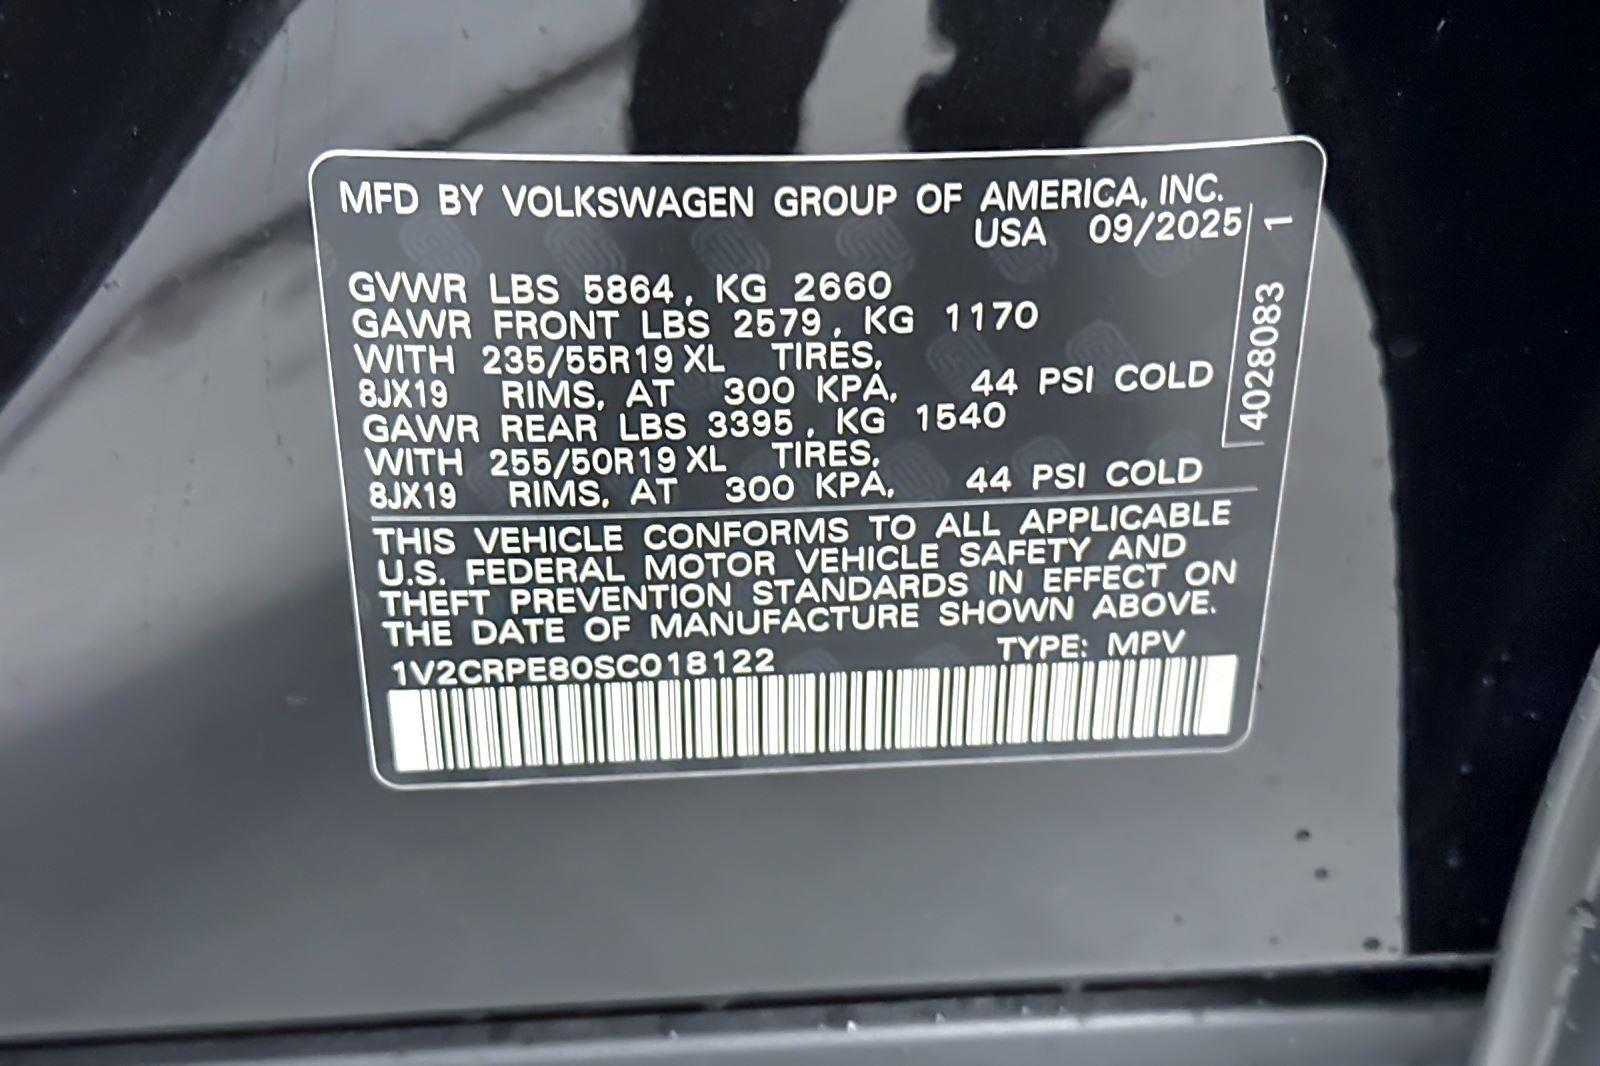 MFD BY VOLKSWAGEN GROUP OF AMERICA, INC.
USA 09/2025
GVWR LBS 5864, KG 2660
GAWR FRONT LBS 2579, KG 1170
WITH 235/55R19 XL TIRES,
8JX19 RIMS, AT 300 KPA, 44 PSI COLD
GAWR REAR LBS 3395, KG 1540
WITH 255/50R19 XL TIRES,
8JX19 RIMS, AT 300 KPA, 44 PSI COLD
THIS VEHICLE CONFORMS TO ALL APPLICABLE
U.S. FEDERAL MOTOR VEHICLE SAFETY AND
THEFT PREVENTION STANDARDS IN EFFECT ON
THE DATE OF MANUFACTURE SHOWN ABOVE.
1V2CRPE80SC018122 TYPE: MPV
4028083 1